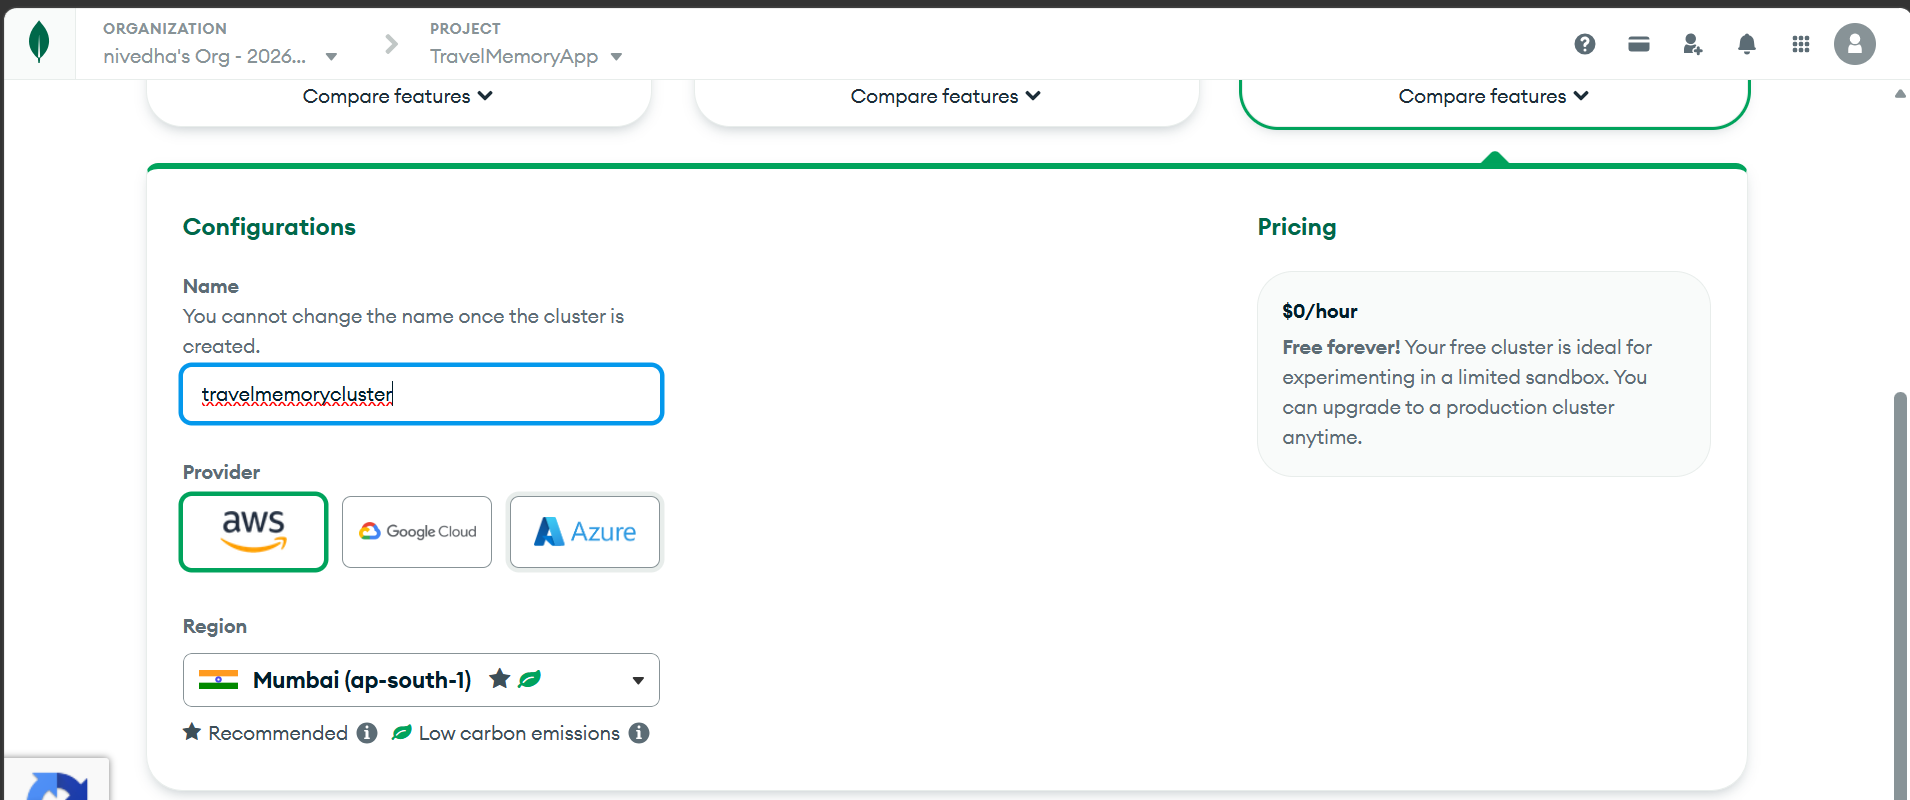 ORGANIZATION
nivedha's Org - 2026...
PROJECT
TravelMemoryApp
Compare features
Compare features
Compare features
Configurations
Name
You cannot change the name once the cluster is
created.
travelmemorycluster
Provider
aws
Google Cloud
Azure
Region
Mumbai (ap-south-1)
Recommended
Low carbon emissions
Pricing
$0/hour
Free forever! Your free cluster is ideal for
experimenting in a limited sandbox. You
can upgrade to a production cluster
anytime.